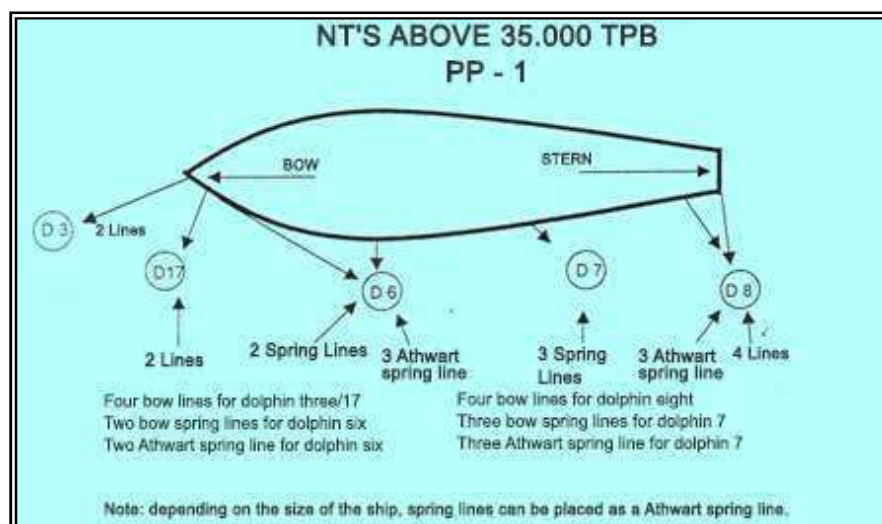 NT'S ABOVE 35.000 TPB
PP - 1
BOW
STERN
D 3
2 Lines
D17
D 6
D 7
D 8
2 Lines
2 Spring Lines
3 Athwart
spring line
3 Spring
Lines
3 Athwart
spring line
4 Lines
Four bow lines for dolphin three/17
Two bow spring lines for dolphin six
Two Athwart spring line for dolphin six
Four bow lines for dolphin eight
Three bow spring lines for dolphin 7
Three Athwart spring line for dolphin 7
Note: depending on the size of the ship, spring lines can be placed as a Athwart spring line.